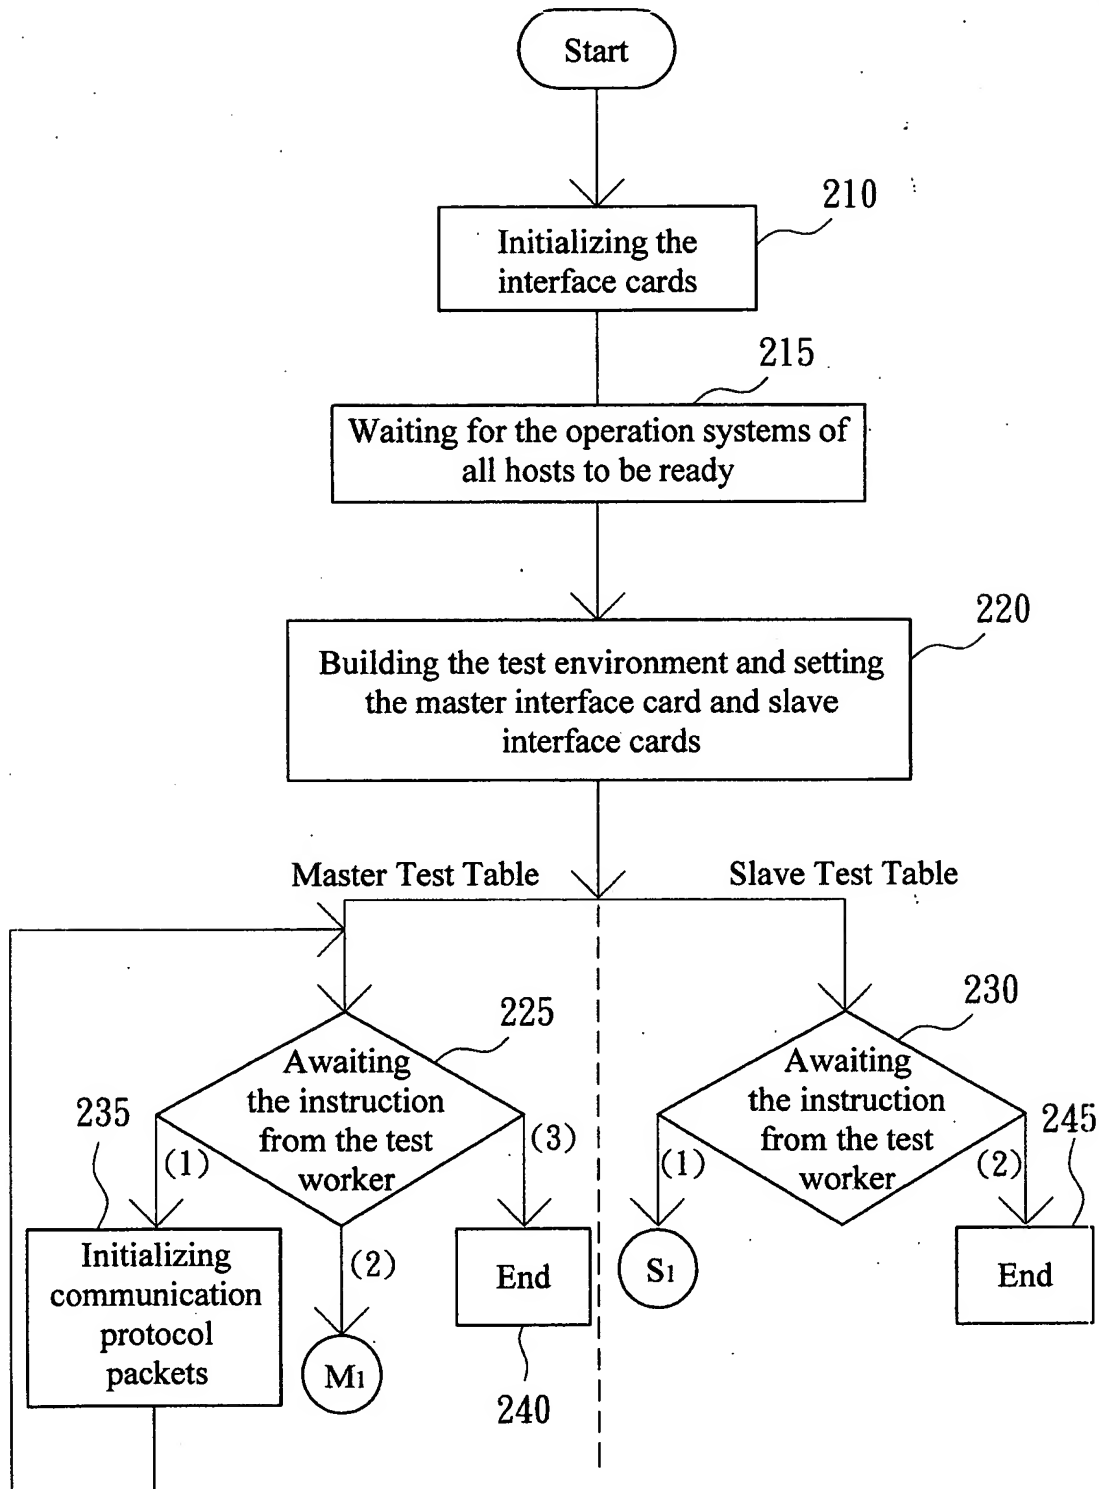 Start
210
Initializing the
interface cards
215
Waiting for the operation systems of
all hosts to be ready
220
Building the test environment and setting
the master interface card and slave
interface cards
Master Test Table
Slave Test Table
225
230
Awaiting
the instruction
from the test
worker
Awaiting
the instruction
from the test
worker
235
(1)
(3)
(1)
(2)
245
Initializing
communication
protocol
packets
(2)
End
S1
End
M1
240